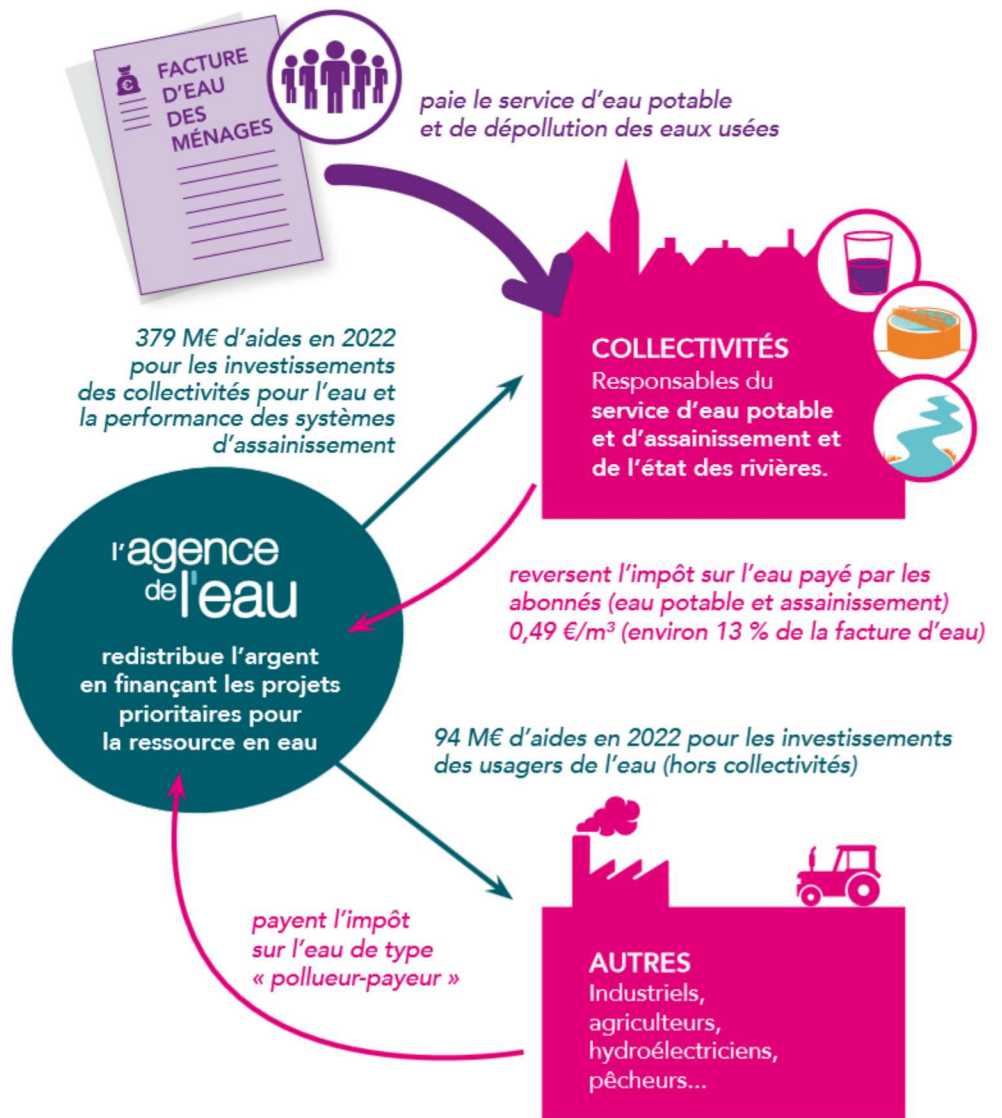 FACTURE
D'EAU
DES
MÉNAGES
paie le service d'eau potable
et de dépollution des eaux usées
379 M€ d'aides en 2022
pour les investissements
des collectivités pour l'eau et
la performance des systèmes
d'assainissement
COLLECTIVITÉS
Responsables du
service d'eau potable
et d'assainissement et
de l'état des rivières.
l'agence
de l'eau
redistribue l'argent
en finançant les projets
prioritaires pour
la ressource en eau
reversent l'impôt sur l'eau payé par les
abonnés (eau potable et assainissement)
0,49 €/m³ (environ 13 % de la facture d'eau)
94 M€ d'aides en 2022 pour les investissements
des usagers de l'eau (hors collectivités)
payent l'impôt
sur l'eau de type
« pollueur-payeur »
AUTRES
Industriels,
agriculteurs,
hydroélectriciens,
pêcheurs...